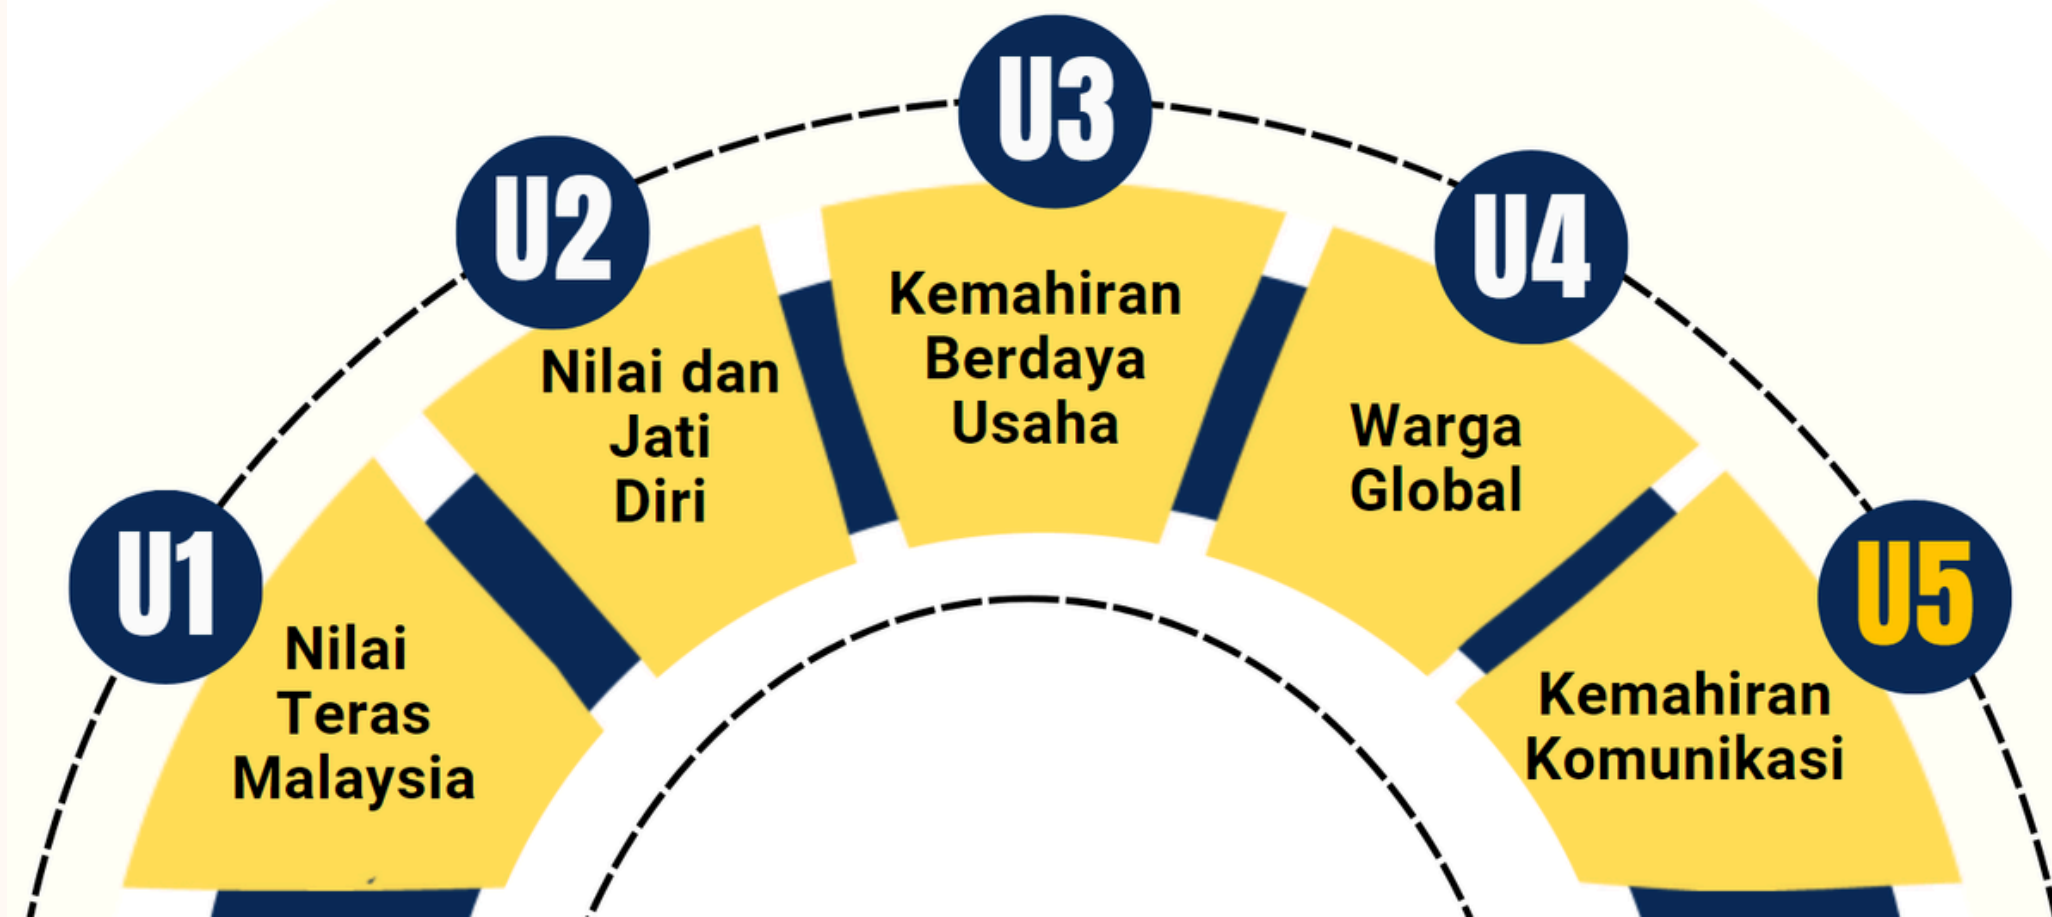 U1
Nilai
Teras
Malaysia
U2
Nilai dan
Jati
Diri
U3
Kemahiran
Berdaya
Usaha
U4
Warga
Global
U5
Kemahiran
Komunikasi